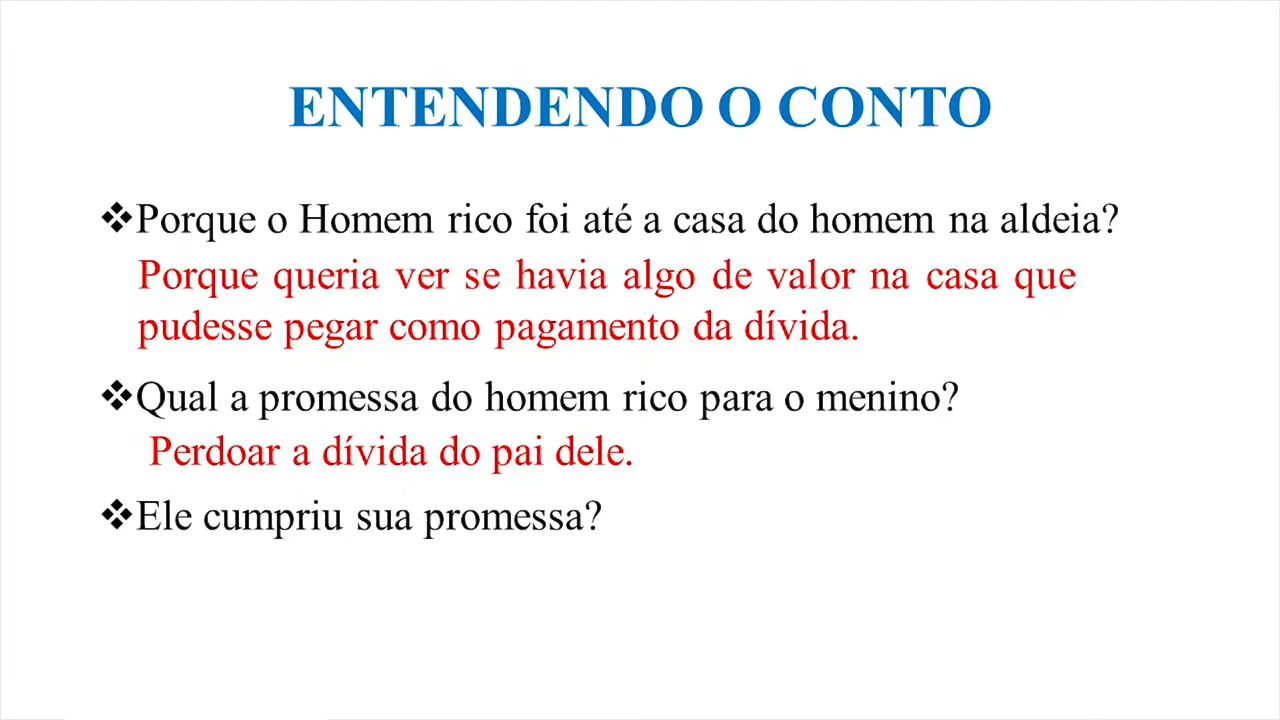 ENTENDENDO O CONTO
❖Porque o Homem rico foi até a casa do homem na aldeia?
Porque queria ver se havia algo de valor na casa que
pudesse pegar como pagamento da dívida.
❖Qual a promessa do homem rico para o menino?
Perdoar a dívida do pai dele.
❖Ele cumpriu sua promessa?